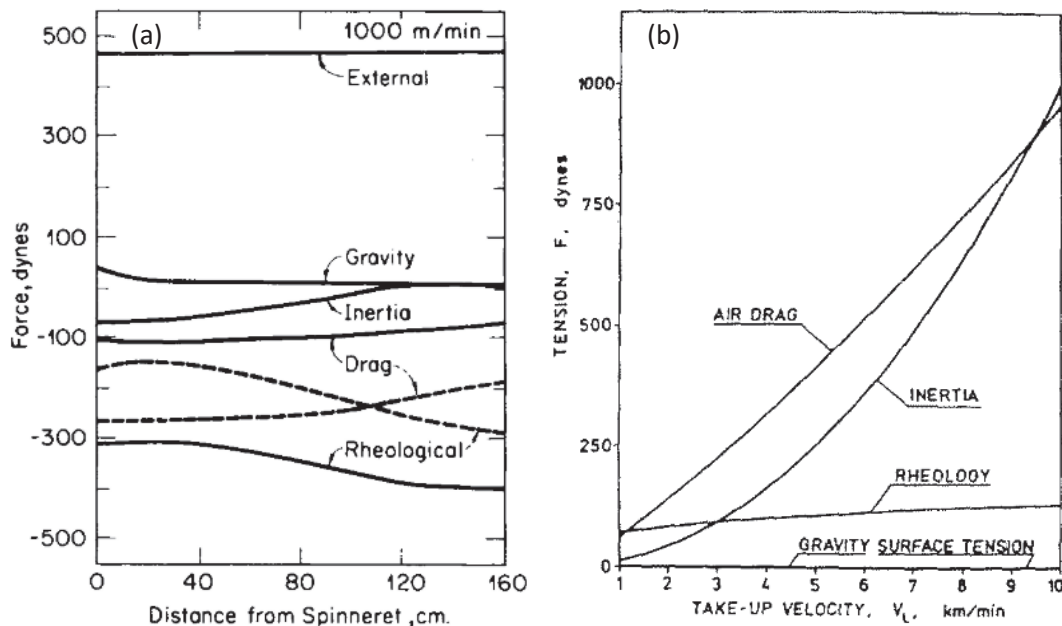 (a)
1000 m/min
500
External
300
100
Gravity
Inertia
-100
Drag
-300
Rheological
-500
Force, dynes
0 40 80 120 160
Distance from Spinneret, cm.
(b)
1000
750
500
250
0
TENSION, F, dynes
AIR DRAG
INERTIA
RHEOLOGY
GRAVITY SURFACE TENSION
1 2 3 4 5 6 7 8 9 10
TAKE-UP VELOCITY, V_L, km/min